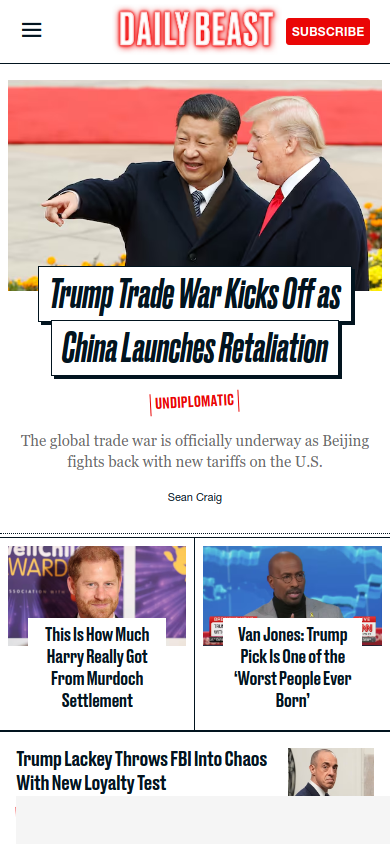 DAILY BEAST
SUBSCRIBE
Trump Trade War Kicks Off as
China Launches Retaliation
UNDIPLOMATIC
The global trade war is officially underway as Beijing
fights back with new tariffs on the U.S.
Sean Craig
WARD
ASSOCIATION WITH
This Is How Much
Harry Really Got
From Murdoch
Settlement
Van Jones: Trump
Pick Is One of the
‘Worst People Ever
Born’
Trump Lackey Throws FBI Into Chaos
With New Loyalty Test